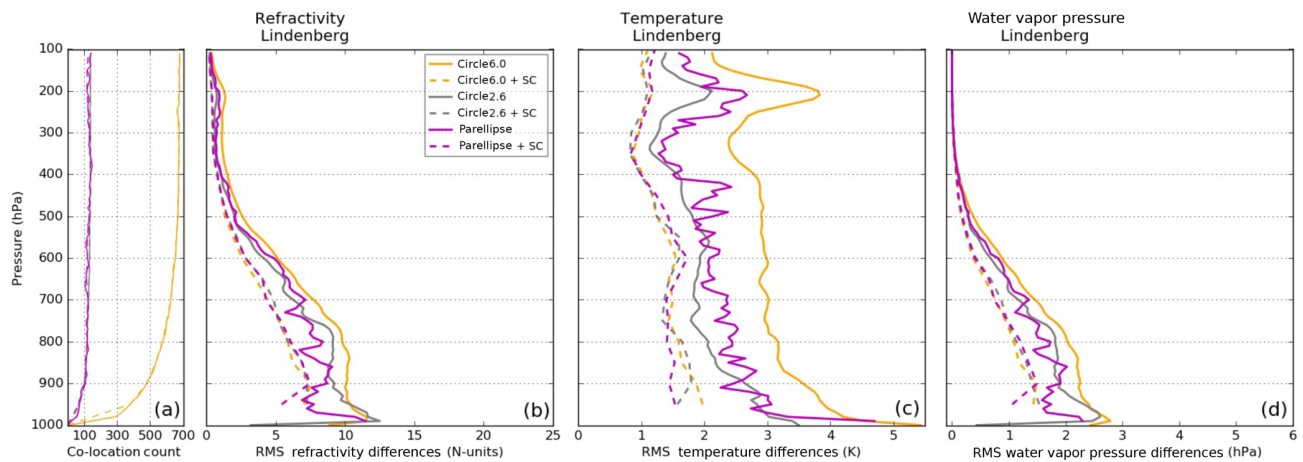 Refractivity
Lindenberg
Temperature
Lindenberg
Water vapor pressure
Lindenberg
Pressure (hPa)
100
200
300
400
500
600
700
800
900
1000
(a)
100 300 500 700
Co-location count
Circle6.0
Circle6.0 + SC
Circle2.6
Circle2.6 + SC
Parellipse
Parellipse + SC
(b)
0 5 10 15 20 25
RMS refractivity differences (N-units)
(c)
0 1 2 3 4 5
RMS temperature differences (K)
(d)
0 1 2 3 4 5 6
RMS water vapor pressure differences (hPa)